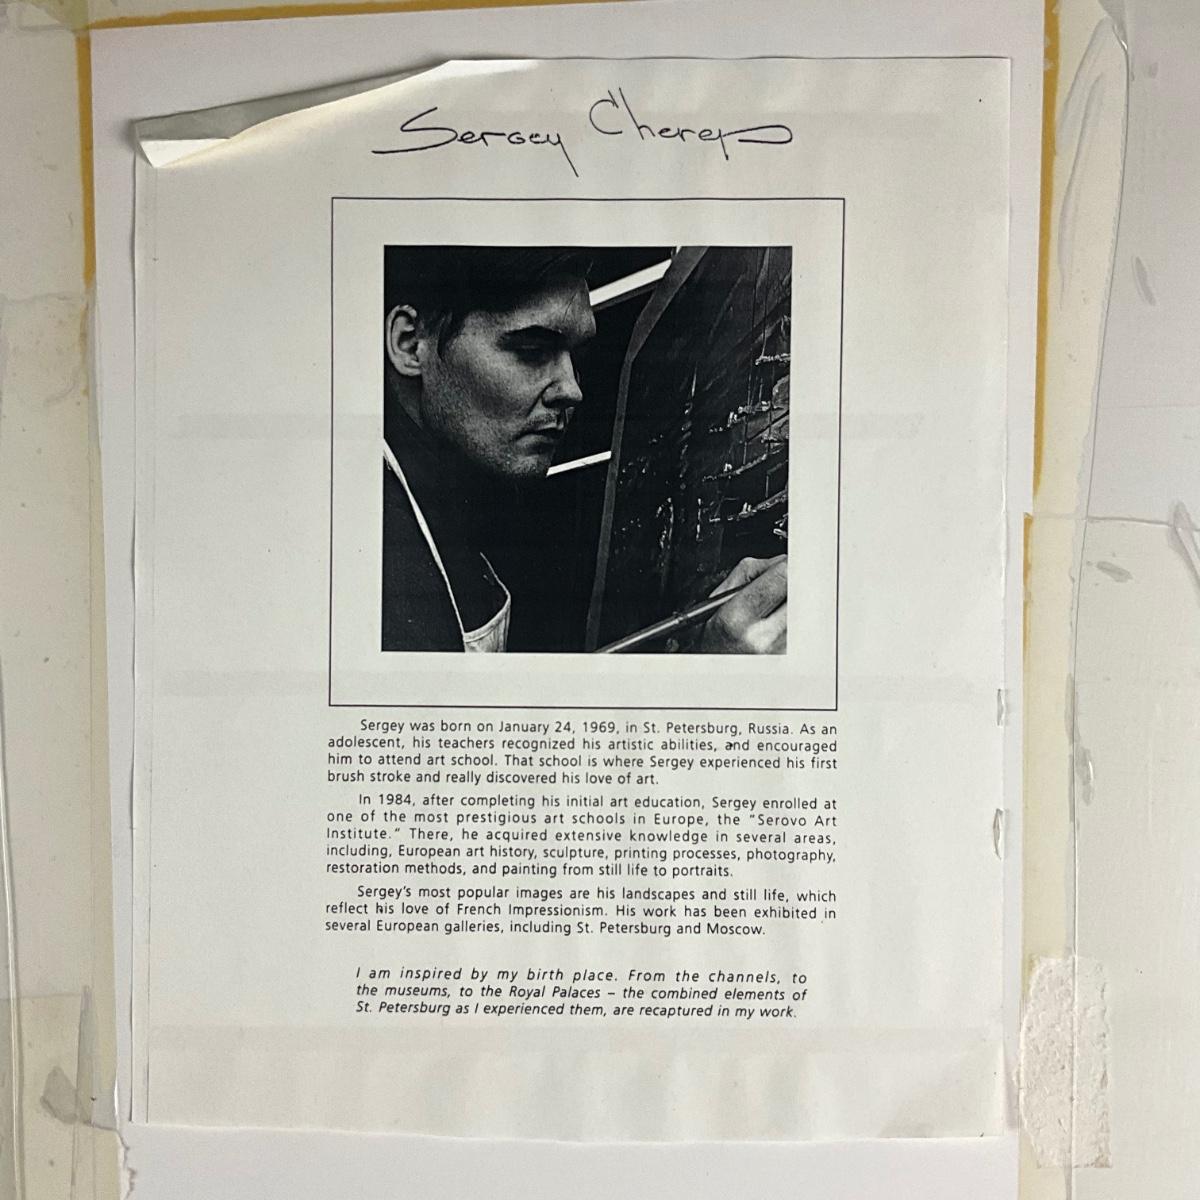 Sergey Cherep
Sergey was born on January 24, 1969, in St. Petersburg, Russia. As an
adolescent, his teachers recognized his artistic abilities, and encouraged
him to attend art school. That school is where Sergey experienced his first
brush stroke and really discovered his love of art.
In 1984, after completing his initial art education, Sergey enrolled at
one of the most prestigious art schools in Europe, the "Serovo Art
Institute." There, he acquired extensive knowledge in several areas,
including, European art history, sculpture, printing processes, photography,
restoration methods, and painting from still life to portraits.
Sergey's most popular images are his landscapes and still life, which
reflect his love of French Impressionism. His work has been exhibited in
several European galleries, including St. Petersburg and Moscow.
I am inspired by my birth place. From the channels, to
the museums, to the Royal Palaces – the combined elements of
St. Petersburg as I experienced them, are recaptured in my work.